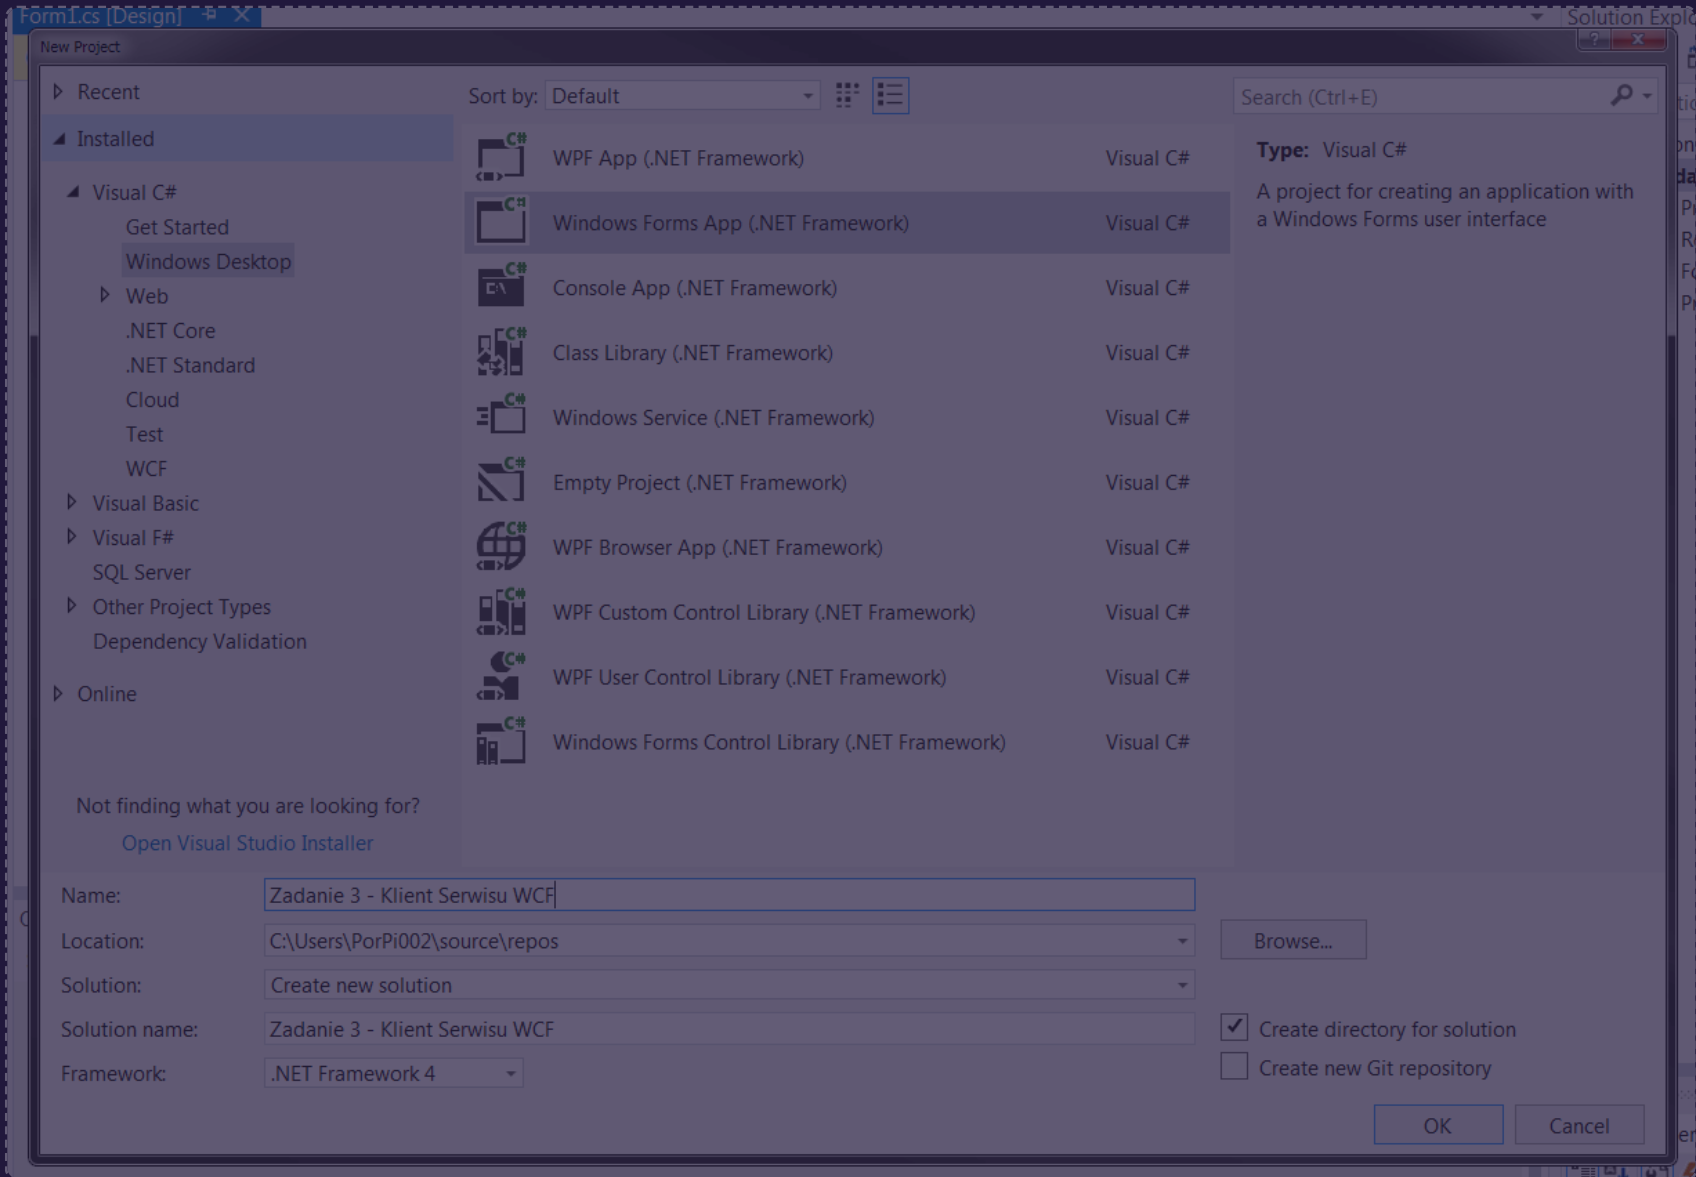 Form1.cs [Design]
Solution Explo
New Project
Recent
Installed
Visual C#
Get Started
Windows Desktop
Web
.NET Core
.NET Standard
Cloud
Test
WCF
Visual Basic
Visual F#
SQL Server
Other Project Types
Dependency Validation
Online
Not finding what you are looking for?
Open Visual Studio Installer
Sort by: Default
WPF App (.NET Framework) Visual C#
Windows Forms App (.NET Framework) Visual C#
Console App (.NET Framework) Visual C#
Class Library (.NET Framework) Visual C#
Windows Service (.NET Framework) Visual C#
Empty Project (.NET Framework) Visual C#
WPF Browser App (.NET Framework) Visual C#
WPF Custom Control Library (.NET Framework) Visual C#
WPF User Control Library (.NET Framework) Visual C#
Windows Forms Control Library (.NET Framework) Visual C#
Search (Ctrl+E)
Type: Visual C#
A project for creating an application with
a Windows Forms user interface
Name: Zadanie 3 - Klient Serwisu WCF
Location: C:\Users\PorPi002\source\repos
Browse...
Solution: Create new solution
Solution name: Zadanie 3 - Klient Serwisu WCF
Create directory for solution
Framework: .NET Framework 4
Create new Git repository
OK
Cancel